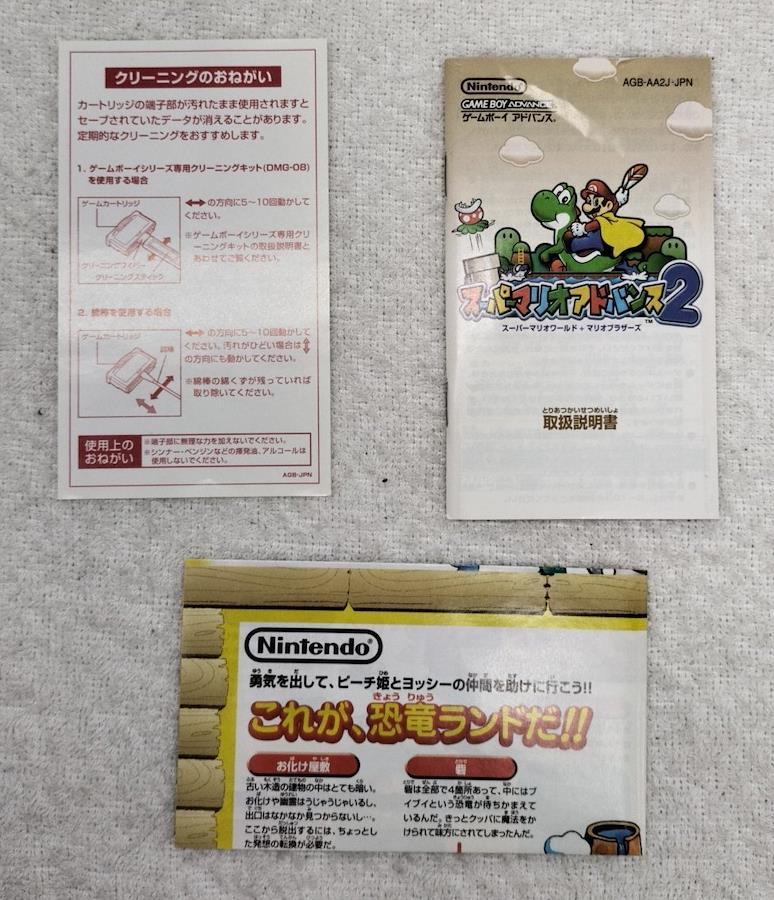 クリーニングのおねがい
カートリッジの端子部が汚れたまま使用されますと
セーブされていたデータが消えることがあります。
定期的なクリーニングをおすすめします。
1. ゲームボーイシリーズ専用クリーニングキット(DMG-08)
を使用する場合
ゲームカートリッジ
クリーニングスティック
の方向に5〜10回動かして
ください。
※ゲームボーイシリーズ専用クリ
ーニングキットの取扱説明書と
あわせてご覧ください。
2. 綿棒を使用する場合
ゲームカートリッジ
綿棒
の方向に5〜10回動かして
ください。汚れがひどい場合は
の方向にも動かしてください。
※綿棒の綿くずが残っていれば
取り除いてください。
使用上の
おねがい
※端子部に無理な力を加えないでください。
※シンナー・ベンジンなどの揮発油、アルコールは
使用しないでください。
AGB-JPN
Nintendo
AGB-AA2J-JPN
GAME BOY ADVANCE
ゲームボーイ アドバンス®
スーパーマリオアドバンス2
TM
スーパーマリオワールド+マリオブラザーズ
とりあつかいせつめいしょ
取扱説明書
Nintendo®
ゆうき だ ひめ なかま たす い
勇気を出して、ピーチ姫とヨッシーの仲間を助けに行こう!!
きょうりゅう
これが、恐竜ランドだ!!
お化け屋敷
古い木造の建物の中はとても暗い。
お化けや幽霊はうじゃうじゃいるし、
出口はなかなか見つからないし…。
ここから脱出するには、ちょっとし
た発想の転換が必要だ。
とりで
砦
砦は全部で4箇所あって、中にはブ
イブイという恐竜が待ちかまえて
いるんだ。きっとクッパに魔法をか
けられて味方にされてしまったんだ。